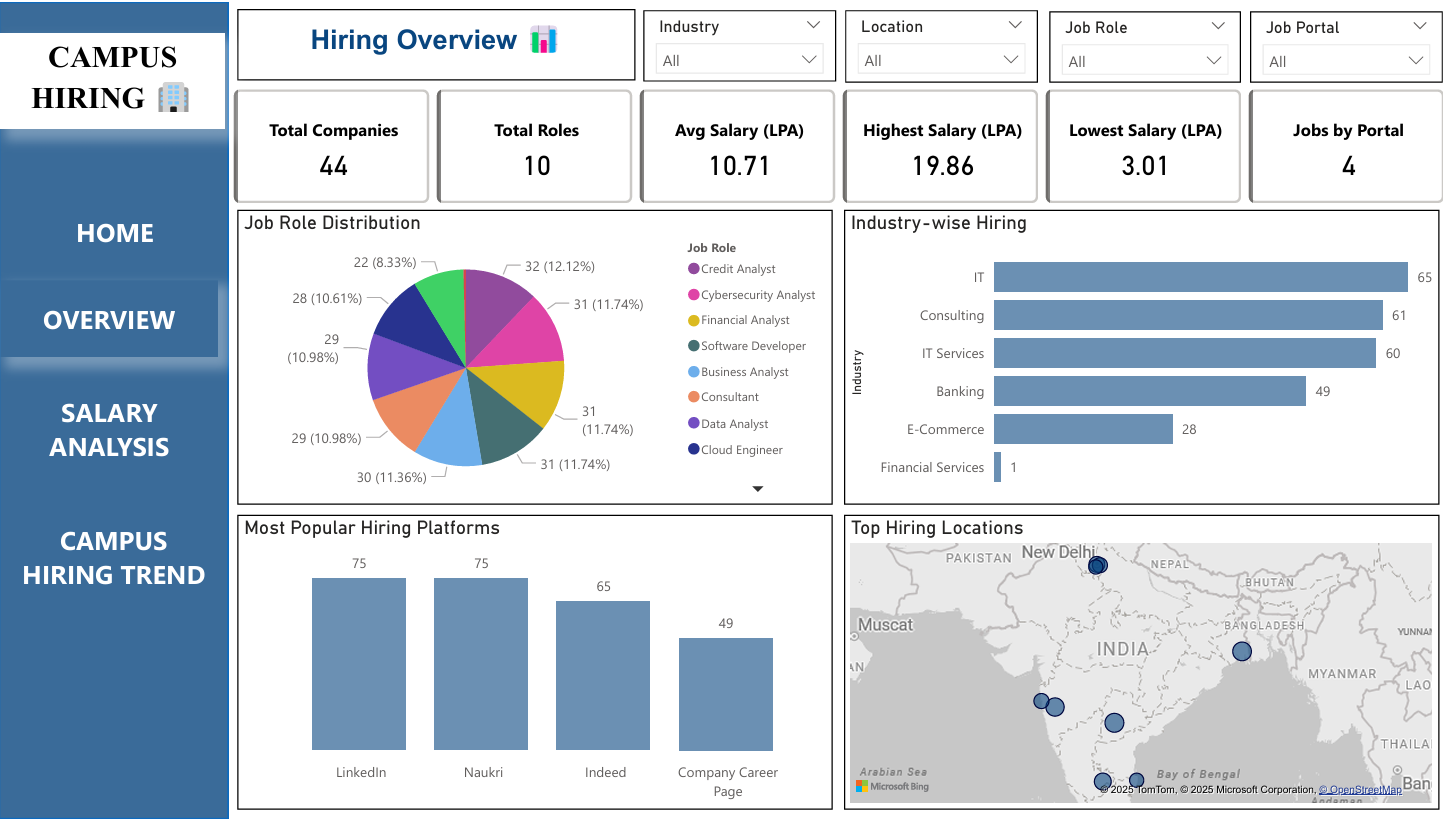 CAMPUS
HIRING
HOME
OVERVIEW
SALARY
ANALYSIS
CAMPUS
HIRING TREND
Hiring Overview
Industry
All
Location
All
Job Role
All
Job Portal
All
Total Companies
44
Total Roles
10
Avg Salary (LPA)
10.71
Highest Salary (LPA)
19.86
Lowest Salary (LPA)
3.01
Jobs by Portal
4
Job Role Distribution
22 (8.33%)
32 (12.12%)
28 (10.61%)
31 (11.74%)
29
(10.98%)
31
(11.74%)
29 (10.98%)
31 (11.74%)
30 (11.36%)
Job Role
Credit Analyst
Cybersecurity Analyst
Financial Analyst
Software Developer
Business Analyst
Consultant
Data Analyst
Cloud Engineer
Industry-wise Hiring
Industry
IT 65
Consulting 61
IT Services 60
Banking 49
E-Commerce 28
Financial Services 1
Most Popular Hiring Platforms
75
75
65
49
LinkedIn
Naukri
Indeed
Company Career
Page
Top Hiring Locations
PAKISTAN
New Delhi
NEPAL
BHUTAN
Muscat
BANGLADESH
YUNNAN
INDIA
AN
MYANMAR
LAO
THAILA
Arabian Sea
Bay of Bengal
Ban
Microsoft Bing
© 2025 TomTom, © 2025 Microsoft Corporation, © OpenStreetMap
Andaman